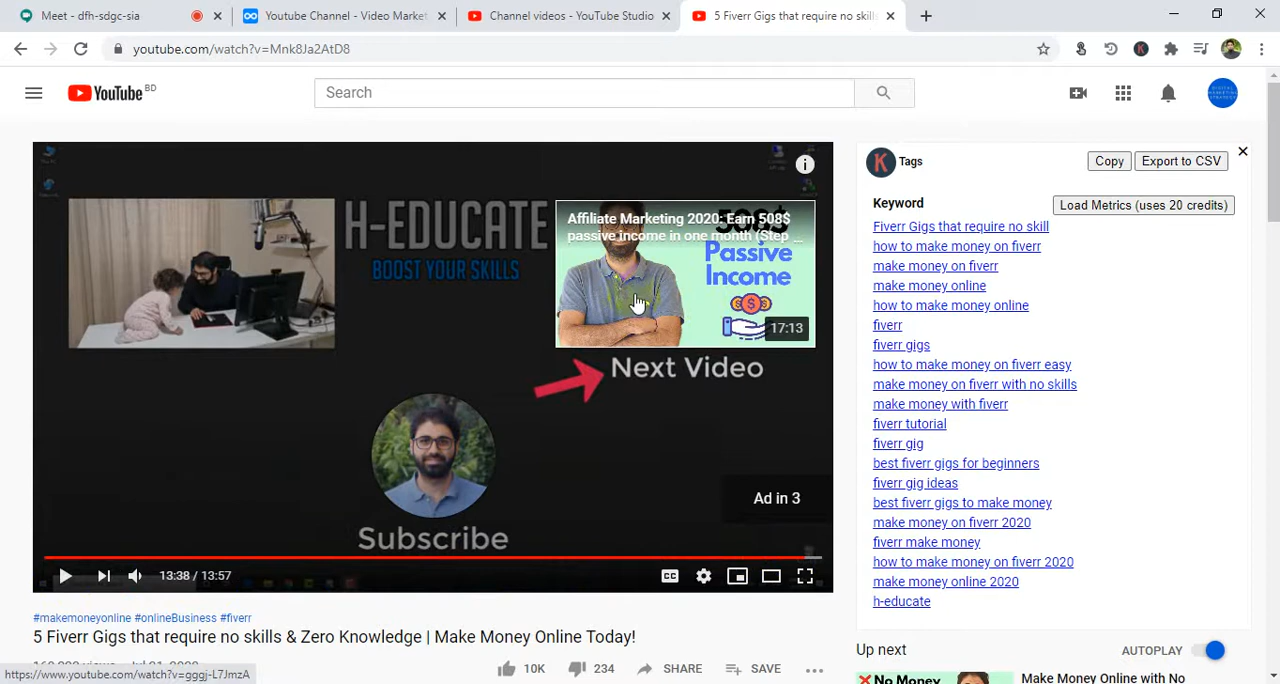 Meet - dfh-sdgc-sia
Youtube Channel - Video Market
Channel videos - YouTube Studio
5 Fiverr Gigs that require no skills
youtube.com/watch?v=Mnk8Ja2AtD8
YouTube BD
Search
H-EDUCATE
BOOST YOUR SKILLS
Affiliate Marketing 2020: Earn 508$
passive income in one month (Step ...
508$
Passive
Income
17:13
Next Video
Subscribe
Ad in 3
13:38 / 13:57
CC
#makemoneyonline #onlineBusiness #fiverr
5 Fiverr Gigs that require no skills & Zero Knowledge | Make Money Online Today!
10K
234
SHARE
SAVE
https://www.youtube.com/watch?v=gggj-L7JmzA
K
Tags
Copy
Export to CSV
Keyword
Load Metrics (uses 20 credits)
Fiverr Gigs that require no skill
how to make money on fiverr
make money on fiverr
make money online
how to make money online
fiverr
fiverr gigs
how to make money on fiverr easy
make money on fiverr with no skills
make money with fiverr
fiverr tutorial
fiverr gig
best fiverr gigs for beginners
fiverr gig ideas
best fiverr gigs to make money
make money on fiverr 2020
fiverr make money
how to make money on fiverr 2020
make money online 2020
h-educate
Up next
AUTOPLAY
No Money
Make Money Online with No